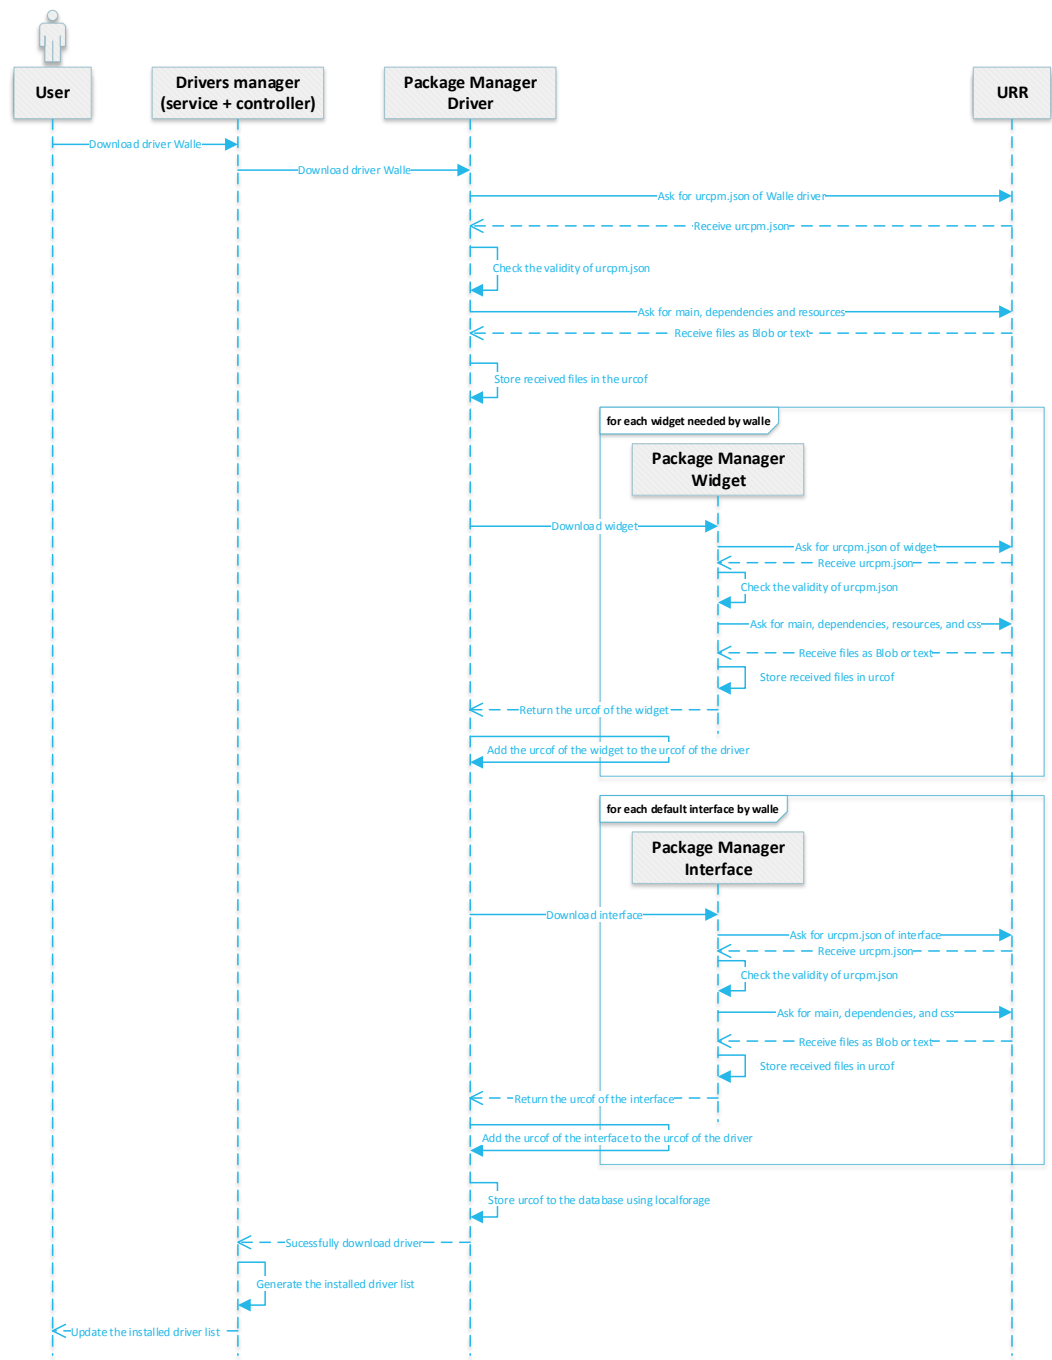 User
Drivers manager
(service + controller)
Package Manager
Driver
URR
Download driver Walle
Download driver Walle
Ask for urcpm.json of Walle driver
Receive urcpm.json
Check the validity of urcpm.json
Ask for main, dependencies and resources
Receive files as Blob or text
Store received files in the urcof
for each widget needed by walle
Package Manager
Widget
Download widget
Ask for urcpm.json of widget
Receive urcpm.json
Check the validity of urcpm.json
Ask for main, dependencies, resources, and css
Receive files as Blob or text
Store received files in urcof
Return the urcof of the widget
Add the urcof of the widget to the urcof of the driver
for each default interface by walle
Package Manager
Interface
Download interface
Ask for urcpm.json of interface
Receive urcpm.json
Check the validity of urcpm.json
Ask for main, dependencies, and css
Receive files as Blob or text
Store received files in urcof
Return the urcof of the interface
Add the urcof of the interface to the urcof of the driver
Store urcof to the database using localforage
Sucessfully download driver
Generate the installed driver list
Update the installed driver list